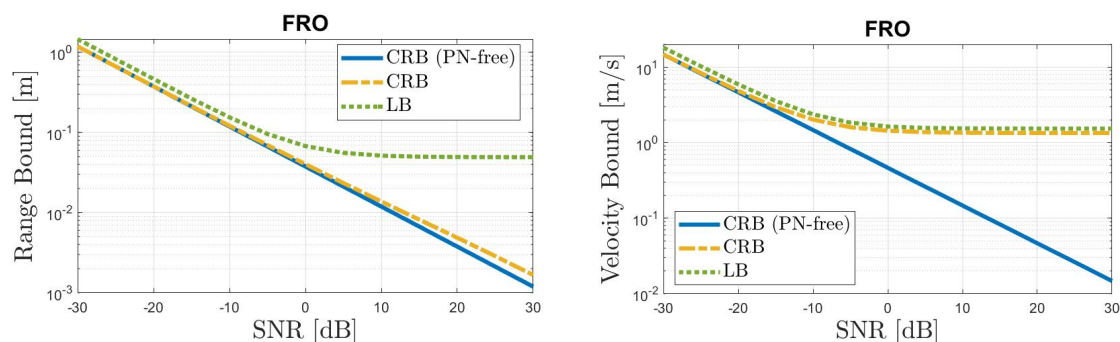 FRO
Range Bound [m]
10^0
10^-1
10^-2
10^-3
CRB (PN-free)
CRB
LB
-30 -20 -10 0 10 20 30
SNR [dB]
FRO
Velocity Bound [m/s]
10^1
10^0
10^-1
10^-2
CRB (PN-free)
CRB
LB
-30 -20 -10 0 10 20 30
SNR [dB]